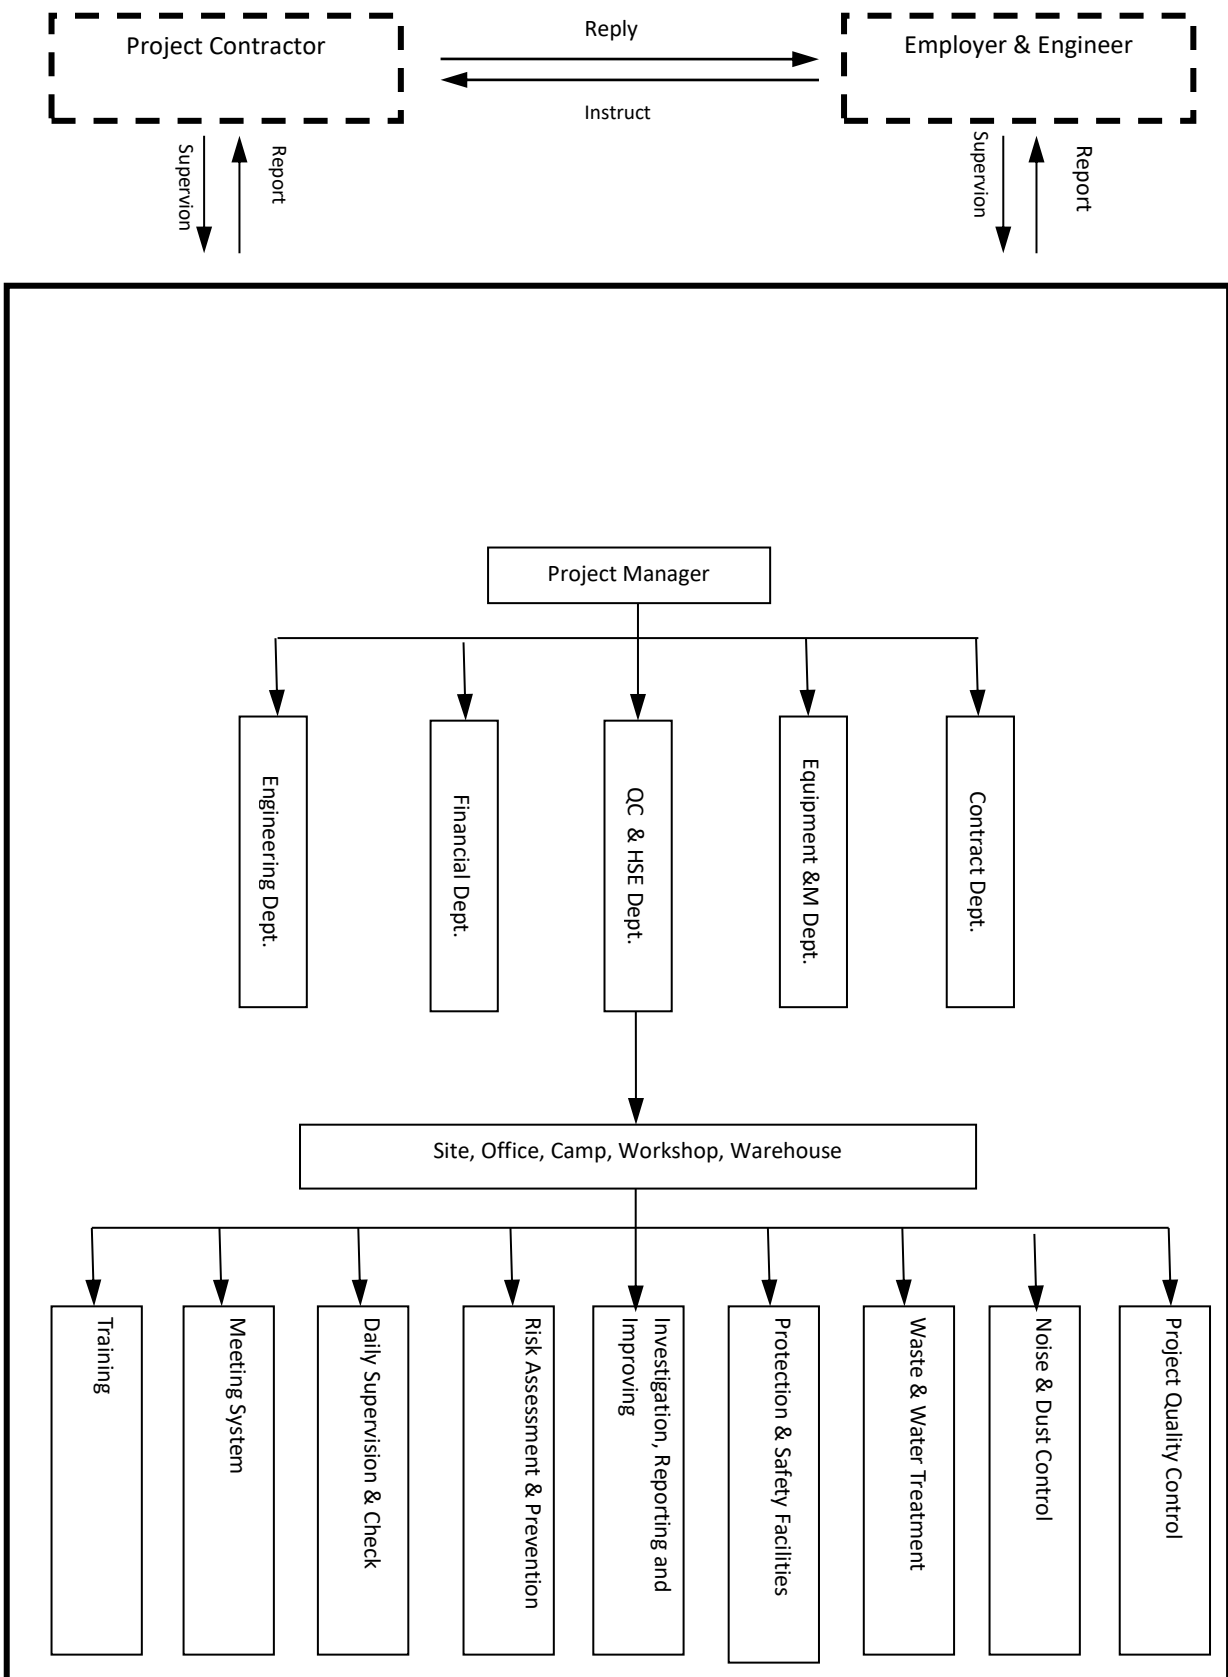 Project Contractor
Reply
Employer & Engineer
Instruct
Supervion
Report
Supervion
Report
Project Manager
Engineering Dept.
Financial Dept.
QC & HSE Dept.
Equipment &M Dept.
Contract Dept.
Site, Office, Camp, Workshop, Warehouse
Training
Meeting System
Daily Supervision & Check
Risk Assessment & Prevention
Investigation, Reporting and
Improving
Protection & Safety Facilities
Waste & Water Treatment
Noise & Dust Control
Project Quality Control